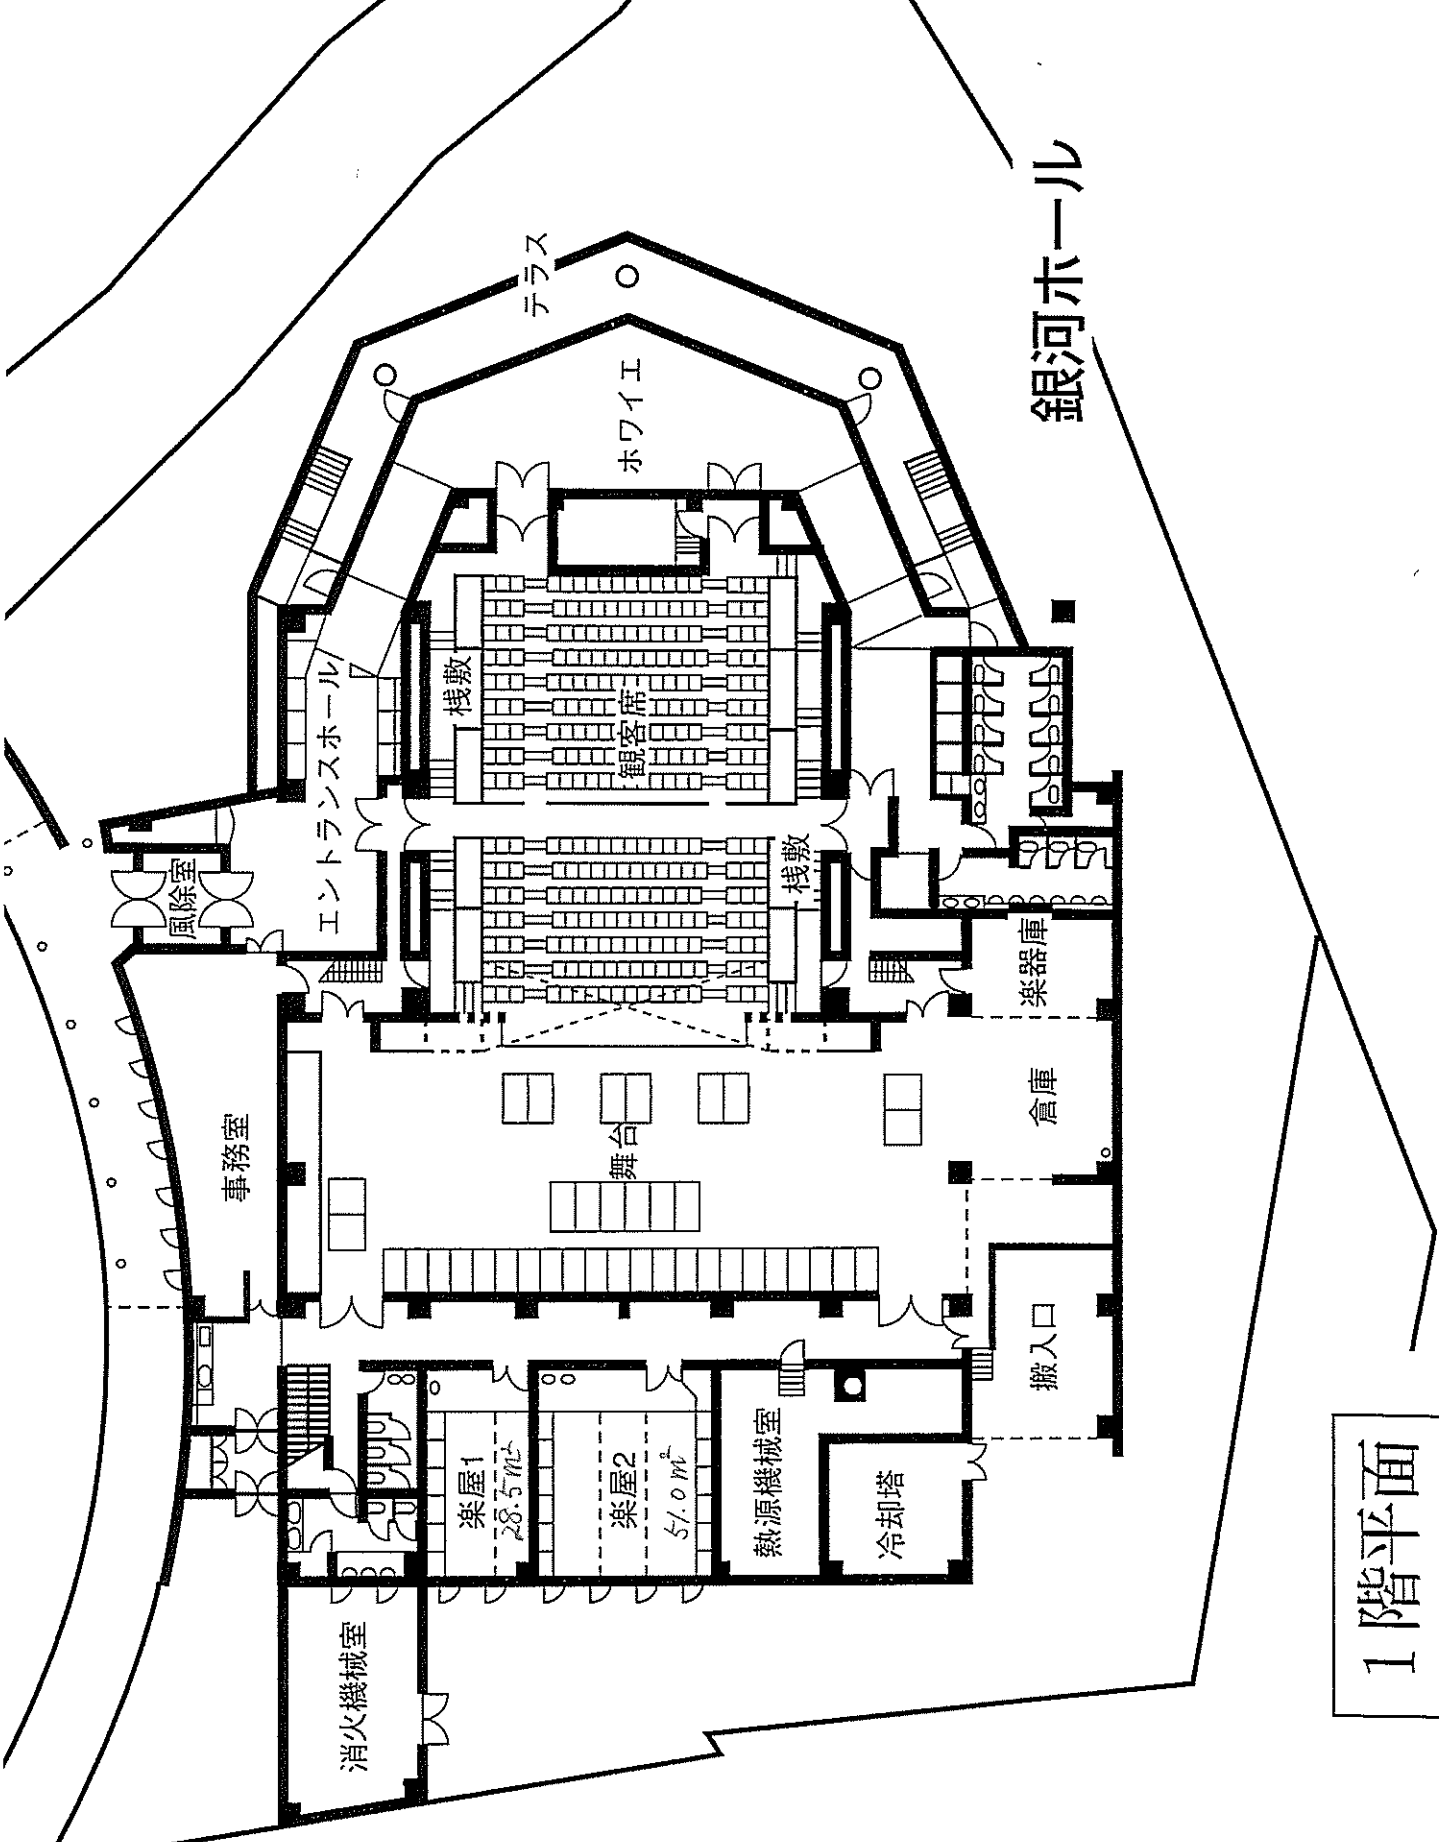 銀河ホール
1階平面
テラス
ホワイエ
エントランスホール
桟敷
観客席
桟敷
風除室
事務室
舞台
楽器庫
倉庫
搬入口
楽屋1
28.5m²
楽屋2
51.0m²
熱源機械室
冷却塔
消火機械室